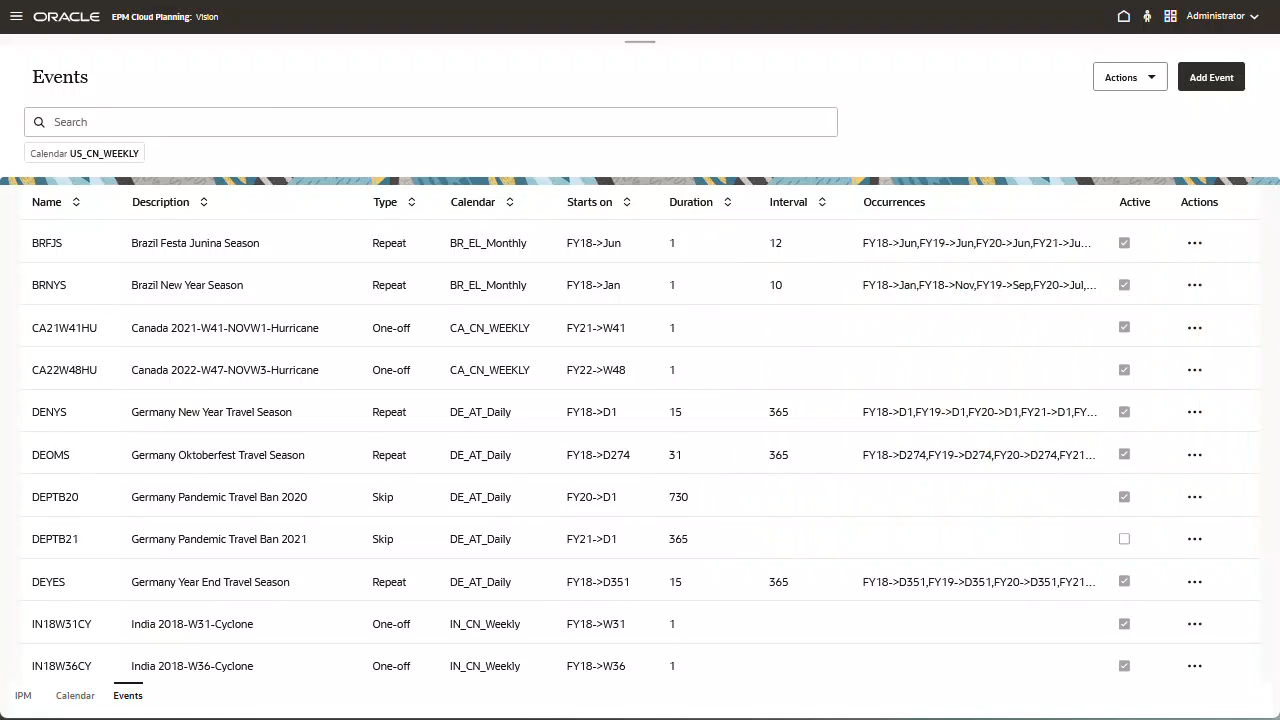 ORACLE EPM Cloud Planning: Vision Administrator
Events Actions Add Event
Search
Calendar US_CN_WEEKLY
Name Description Type Calendar Starts on Duration Interval Occurrences Active Actions
BRFJS Brazil Festa Junina Season Repeat BR_EL_Monthly FY18->Jun 1 12 FY18->Jun,FY19->Jun,FY20->Jun,FY21->Ju...
BRNYS Brazil New Year Season Repeat BR_EL_Monthly FY18->Jan 1 10 FY18->Jan,FY18->Nov,FY19->Sep,FY20->Jul,...
CA21W41HU Canada 2021-W41-NOVW1-Hurricane One-off CA_CN_WEEKLY FY21->W41 1
CA22W48HU Canada 2022-W47-NOVW3-Hurricane One-off CA_CN_WEEKLY FY22->W48 1
DENYS Germany New Year Travel Season Repeat DE_AT_Daily FY18->D1 15 365 FY18->D1,FY19->D1,FY20->D1,FY21->D1,FY...
DEOMS Germany Oktoberfest Travel Season Repeat DE_AT_Daily FY18->D274 31 365 FY18->D274,FY19->D274,FY20->D274,FY21...
DEPTB20 Germany Pandemic Travel Ban 2020 Skip DE_AT_Daily FY20->D1 730
DEPTB21 Germany Pandemic Travel Ban 2021 Skip DE_AT_Daily FY21->D1 365
DEYES Germany Year End Travel Season Repeat DE_AT_Daily FY18->D351 15 365 FY18->D351,FY19->D351,FY20->D351,FY21...
IN18W31CY India 2018-W31-Cyclone One-off IN_CN_Weekly FY18->W31 1
IN18W36CY India 2018-W36-Cyclone One-off IN_CN_Weekly FY18->W36 1
IPM Calendar Events